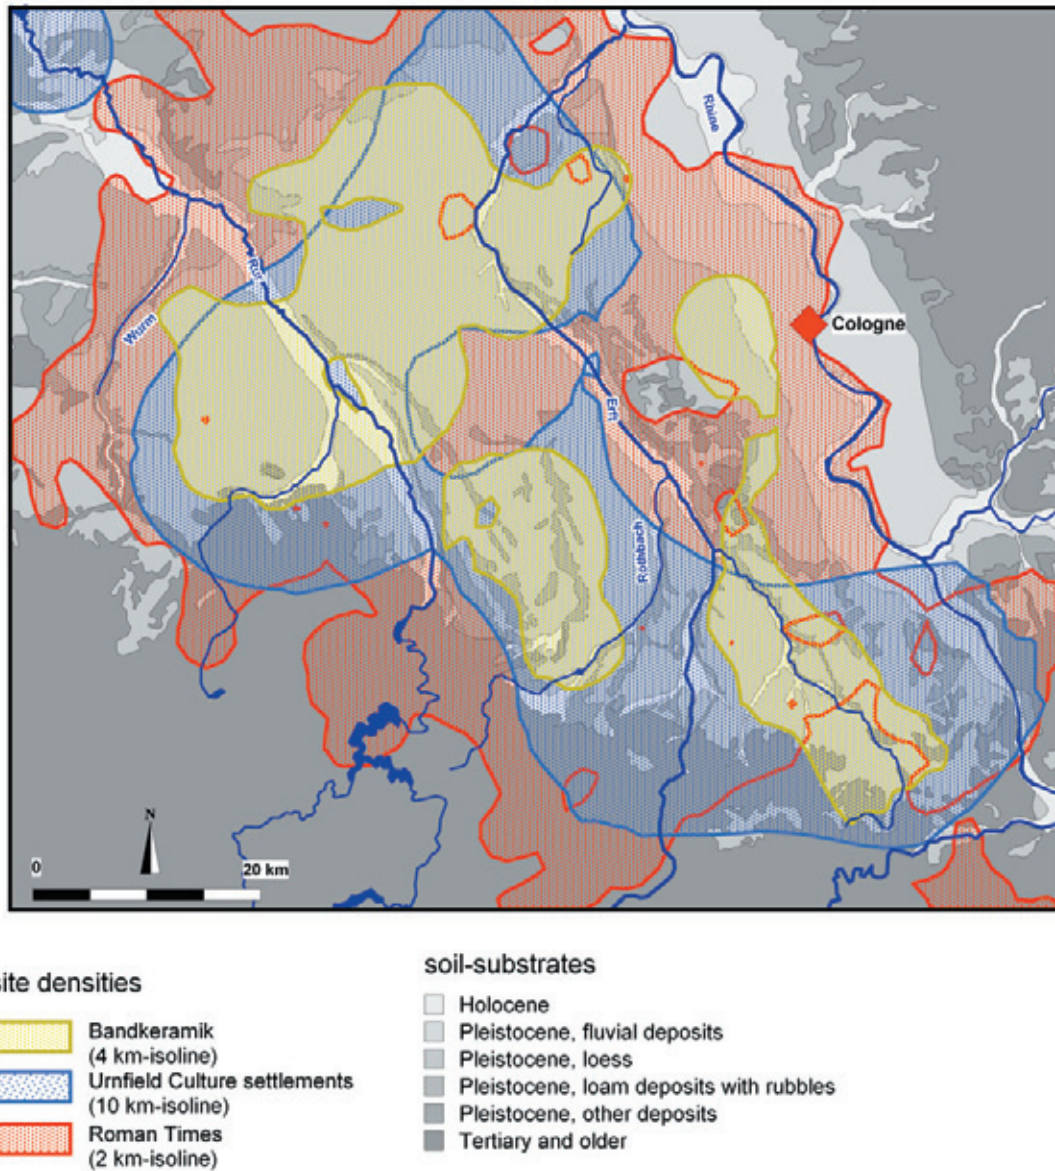 Rhine
Rur
Wurm
Cologne
Erft
Rothbach
N
0
20 km
site densities
Bandkeramik
(4 km-isoline)
Urnfield Culture settlements
(10 km-isoline)
Roman Times
(2 km-isoline)
soil-substrates
Holocene
Pleistocene, fluvial deposits
Pleistocene, loess
Pleistocene, loam deposits with rubbles
Pleistocene, other deposits
Tertiary and older